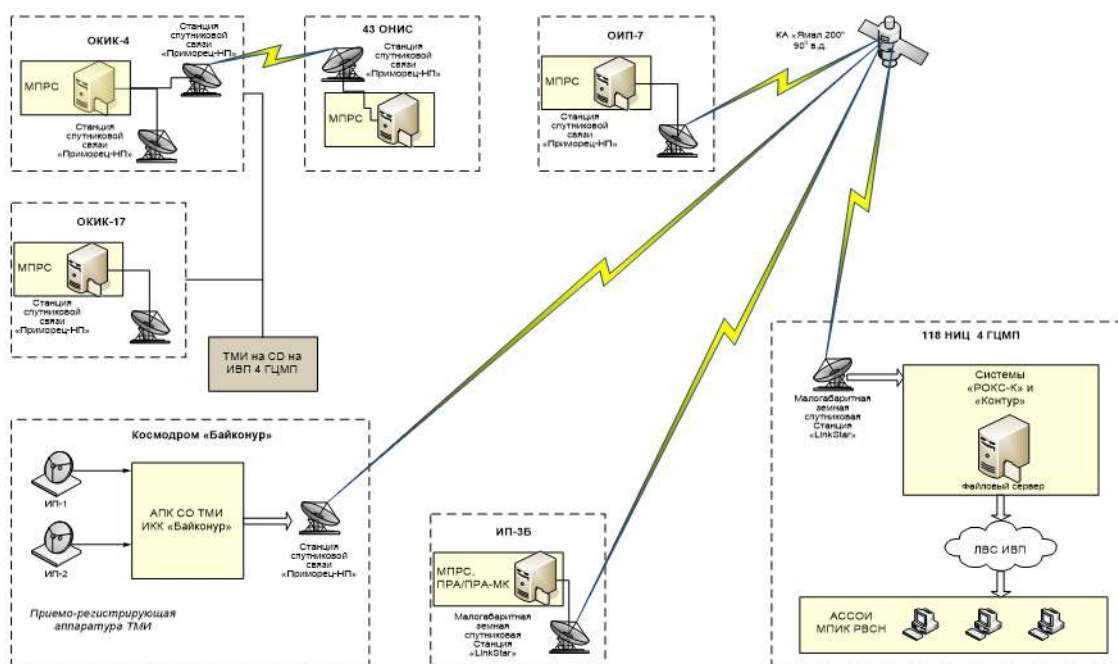 ОКИК-4
МПРС
Станция
спутниковой
связи
«Приморец-НП»
Станция
спутниковой
связи
«Приморец-НП»
43 ОНИС
Станция
спутниковой
связи
«Приморец-НП»
МПРС
ОИП-7
МПРС
Станция
спутниковой
связи
«Приморец-НП»
КА «Ямал 200"
90° в.д.
ОКИК-17
МПРС
Станция
спутниковой
связи
«Приморец-НП»
ТМИ на CD на
ИВП 4 ГЦМП
Космодром «Байконур»
ИП-1
ИП-2
АПК СО ТМИ
ИКК «Байконур»
Станция
спутниковой
связи
«Приморец-НП»
Приемо-регистрирующая
аппаратура ТМИ
ИП-3Б
МПРС,
ПРА/ПРА-МК
Малогабаритная
земная
спутниковая
Станция
«LinkStar»
118 НИЦ 4 ГЦМП
Малогабаритная
земная
спутниковая
Станция
«LinkStar»
Системы
«РОКС-К» и
«Контур»
Файловый сервер
ЛВС ИВП
АССОИ
МПИК РВСН